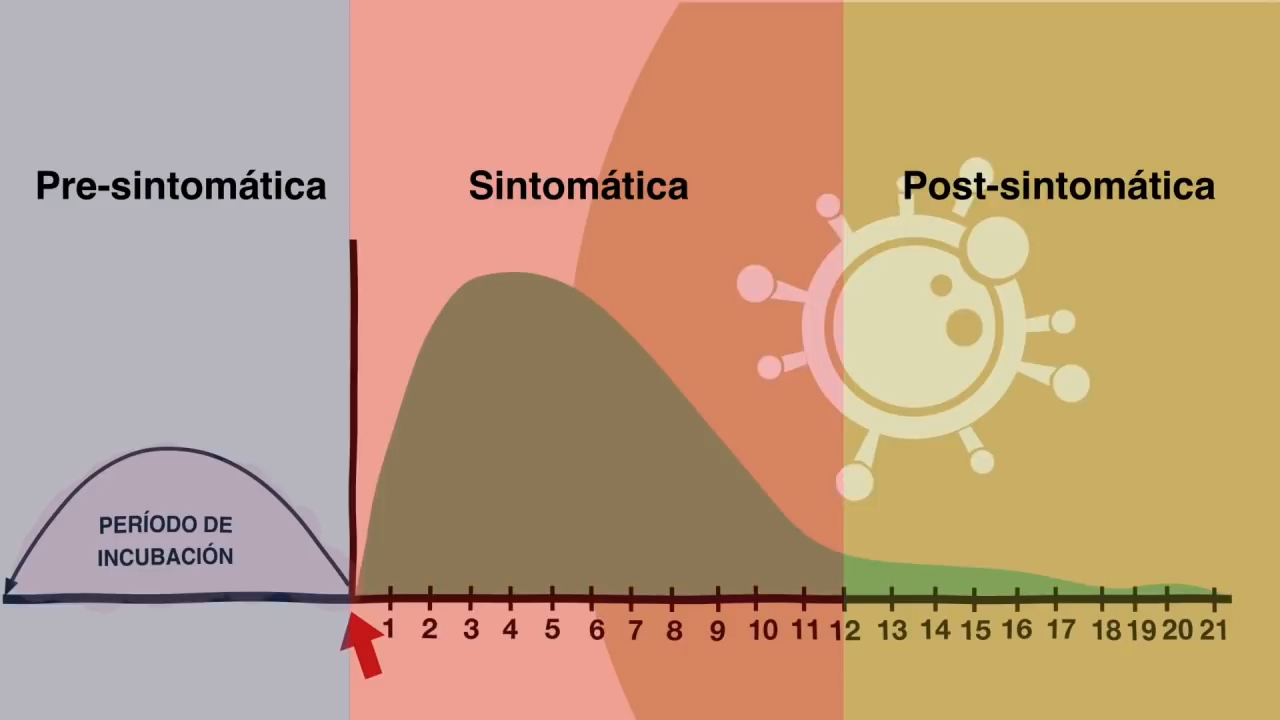 Pre-sintomática
Sintomática
Post-sintomática
PERÍODO DE
INCUBACIÓN
1 2 3 4 5 6 7 8 9 10 11 12 13 14 15 16 17 18 19 20 21